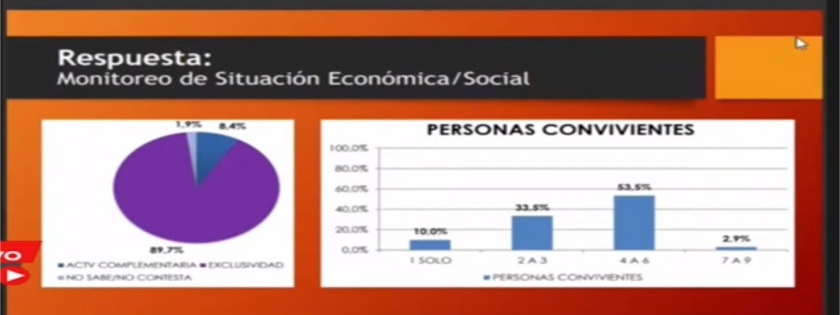 Respuesta:
Monitoreo de Situación Económica/Social
1,9% 8,4%
89,7%
ACTV COMPLEMENTARIA EXCLUSIVIDAD
NO SABE/NO CONTESTA
PERSONAS CONVIVIENTES
100,0%
80,0%
60,0%
40,0%
20,0%
0,0%
10,0%
33,5%
53,5%
2,9%
1 SOLO 2 A 3 4 A 6 7 A 9
PERSONAS CONVIVIENTES
VO